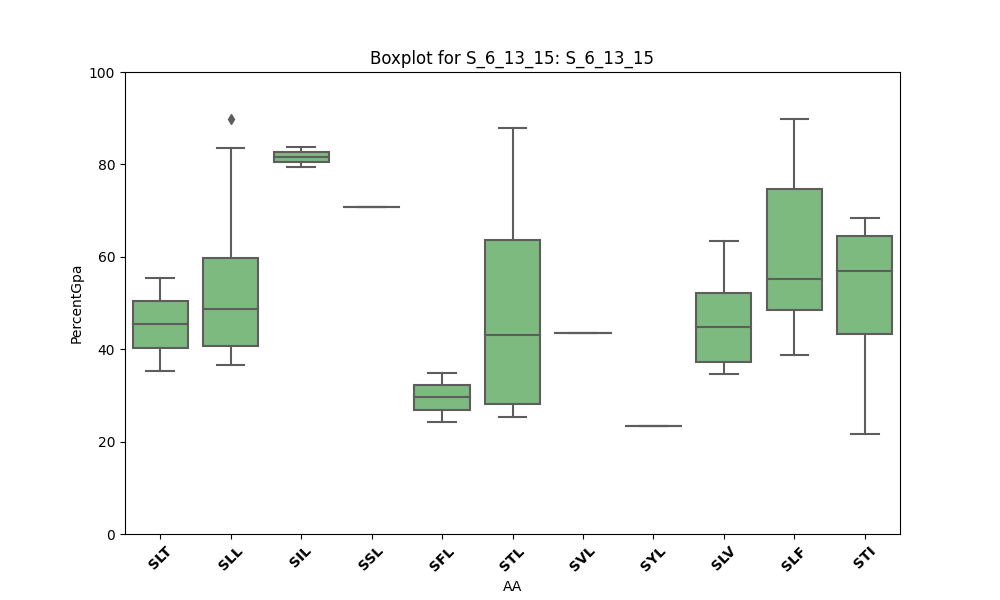 Boxplot for S_6_13_15: S_6_13_15
100
80
60
40
20
0
PercentGpa
SLT SLL SIL SSL SFL STL SVL SYL SLV SLF STI
AA